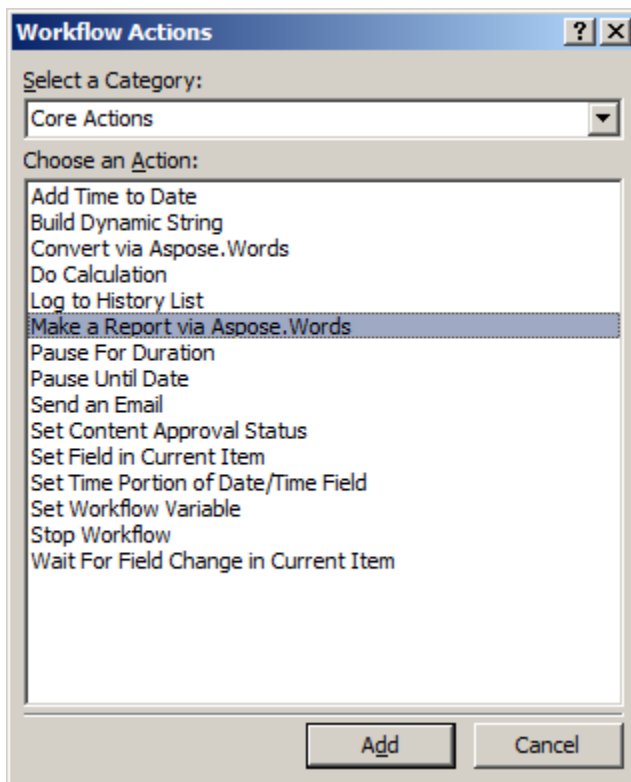 Workflow Actions
Select a Category:
Core Actions
Choose an Action:
Add Time to Date
Build Dynamic String
Convert via Aspose.Words
Do Calculation
Log to History List
Make a Report via Aspose.Words
Pause For Duration
Pause Until Date
Send an Email
Set Content Approval Status
Set Field in Current Item
Set Time Portion of Date/Time Field
Set Workflow Variable
Stop Workflow
Wait For Field Change in Current Item
Add Cancel